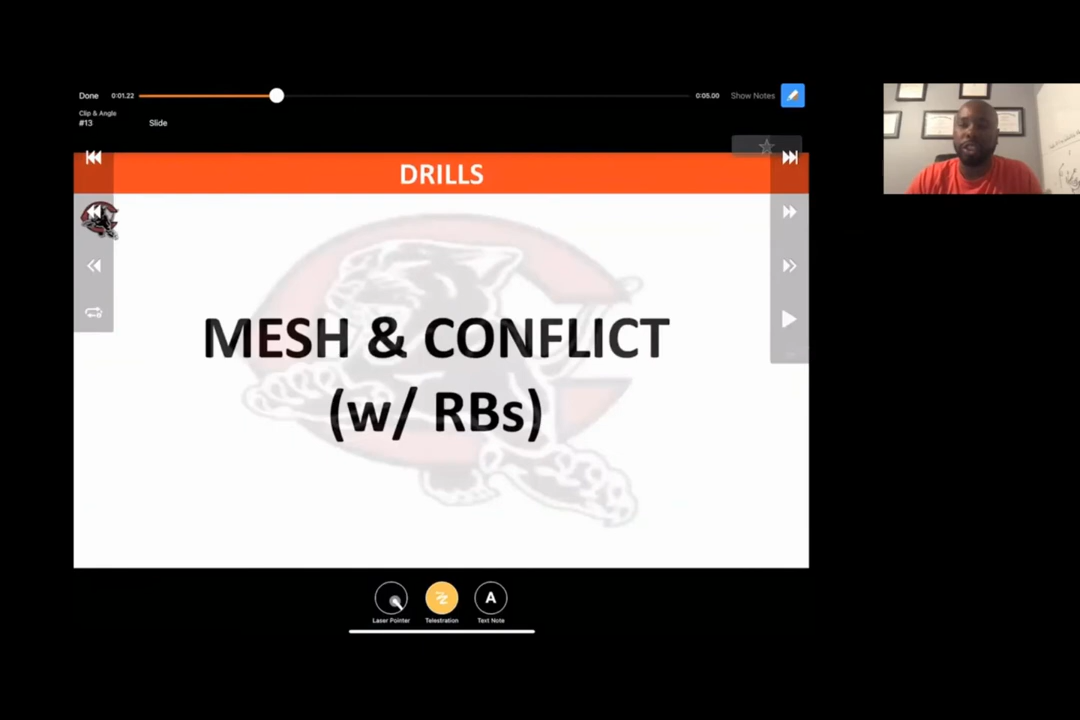 Done 0:01.22 0:05.00 Show Notes
Clip & Angle
#13 Slide
DRILLS
MESH & CONFLICT
(w/ RBs)
A
Laser Pointer Telestration Text Note